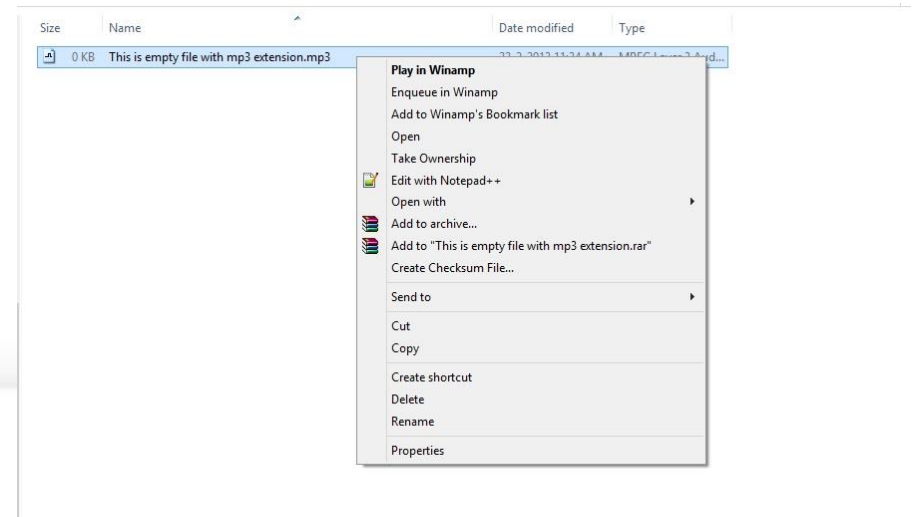 Size Name Date modified Type
0 KB This is empty file with mp3 extension.mp3
Play in Winamp
Enqueue in Winamp
Add to Winamp's Bookmark list
Open
Take Ownership
Edit with Notepad++
Open with
Add to archive...
Add to "This is empty file with mp3 extension.rar"
Create Checksum File...
Send to
Cut
Copy
Create shortcut
Delete
Rename
Properties